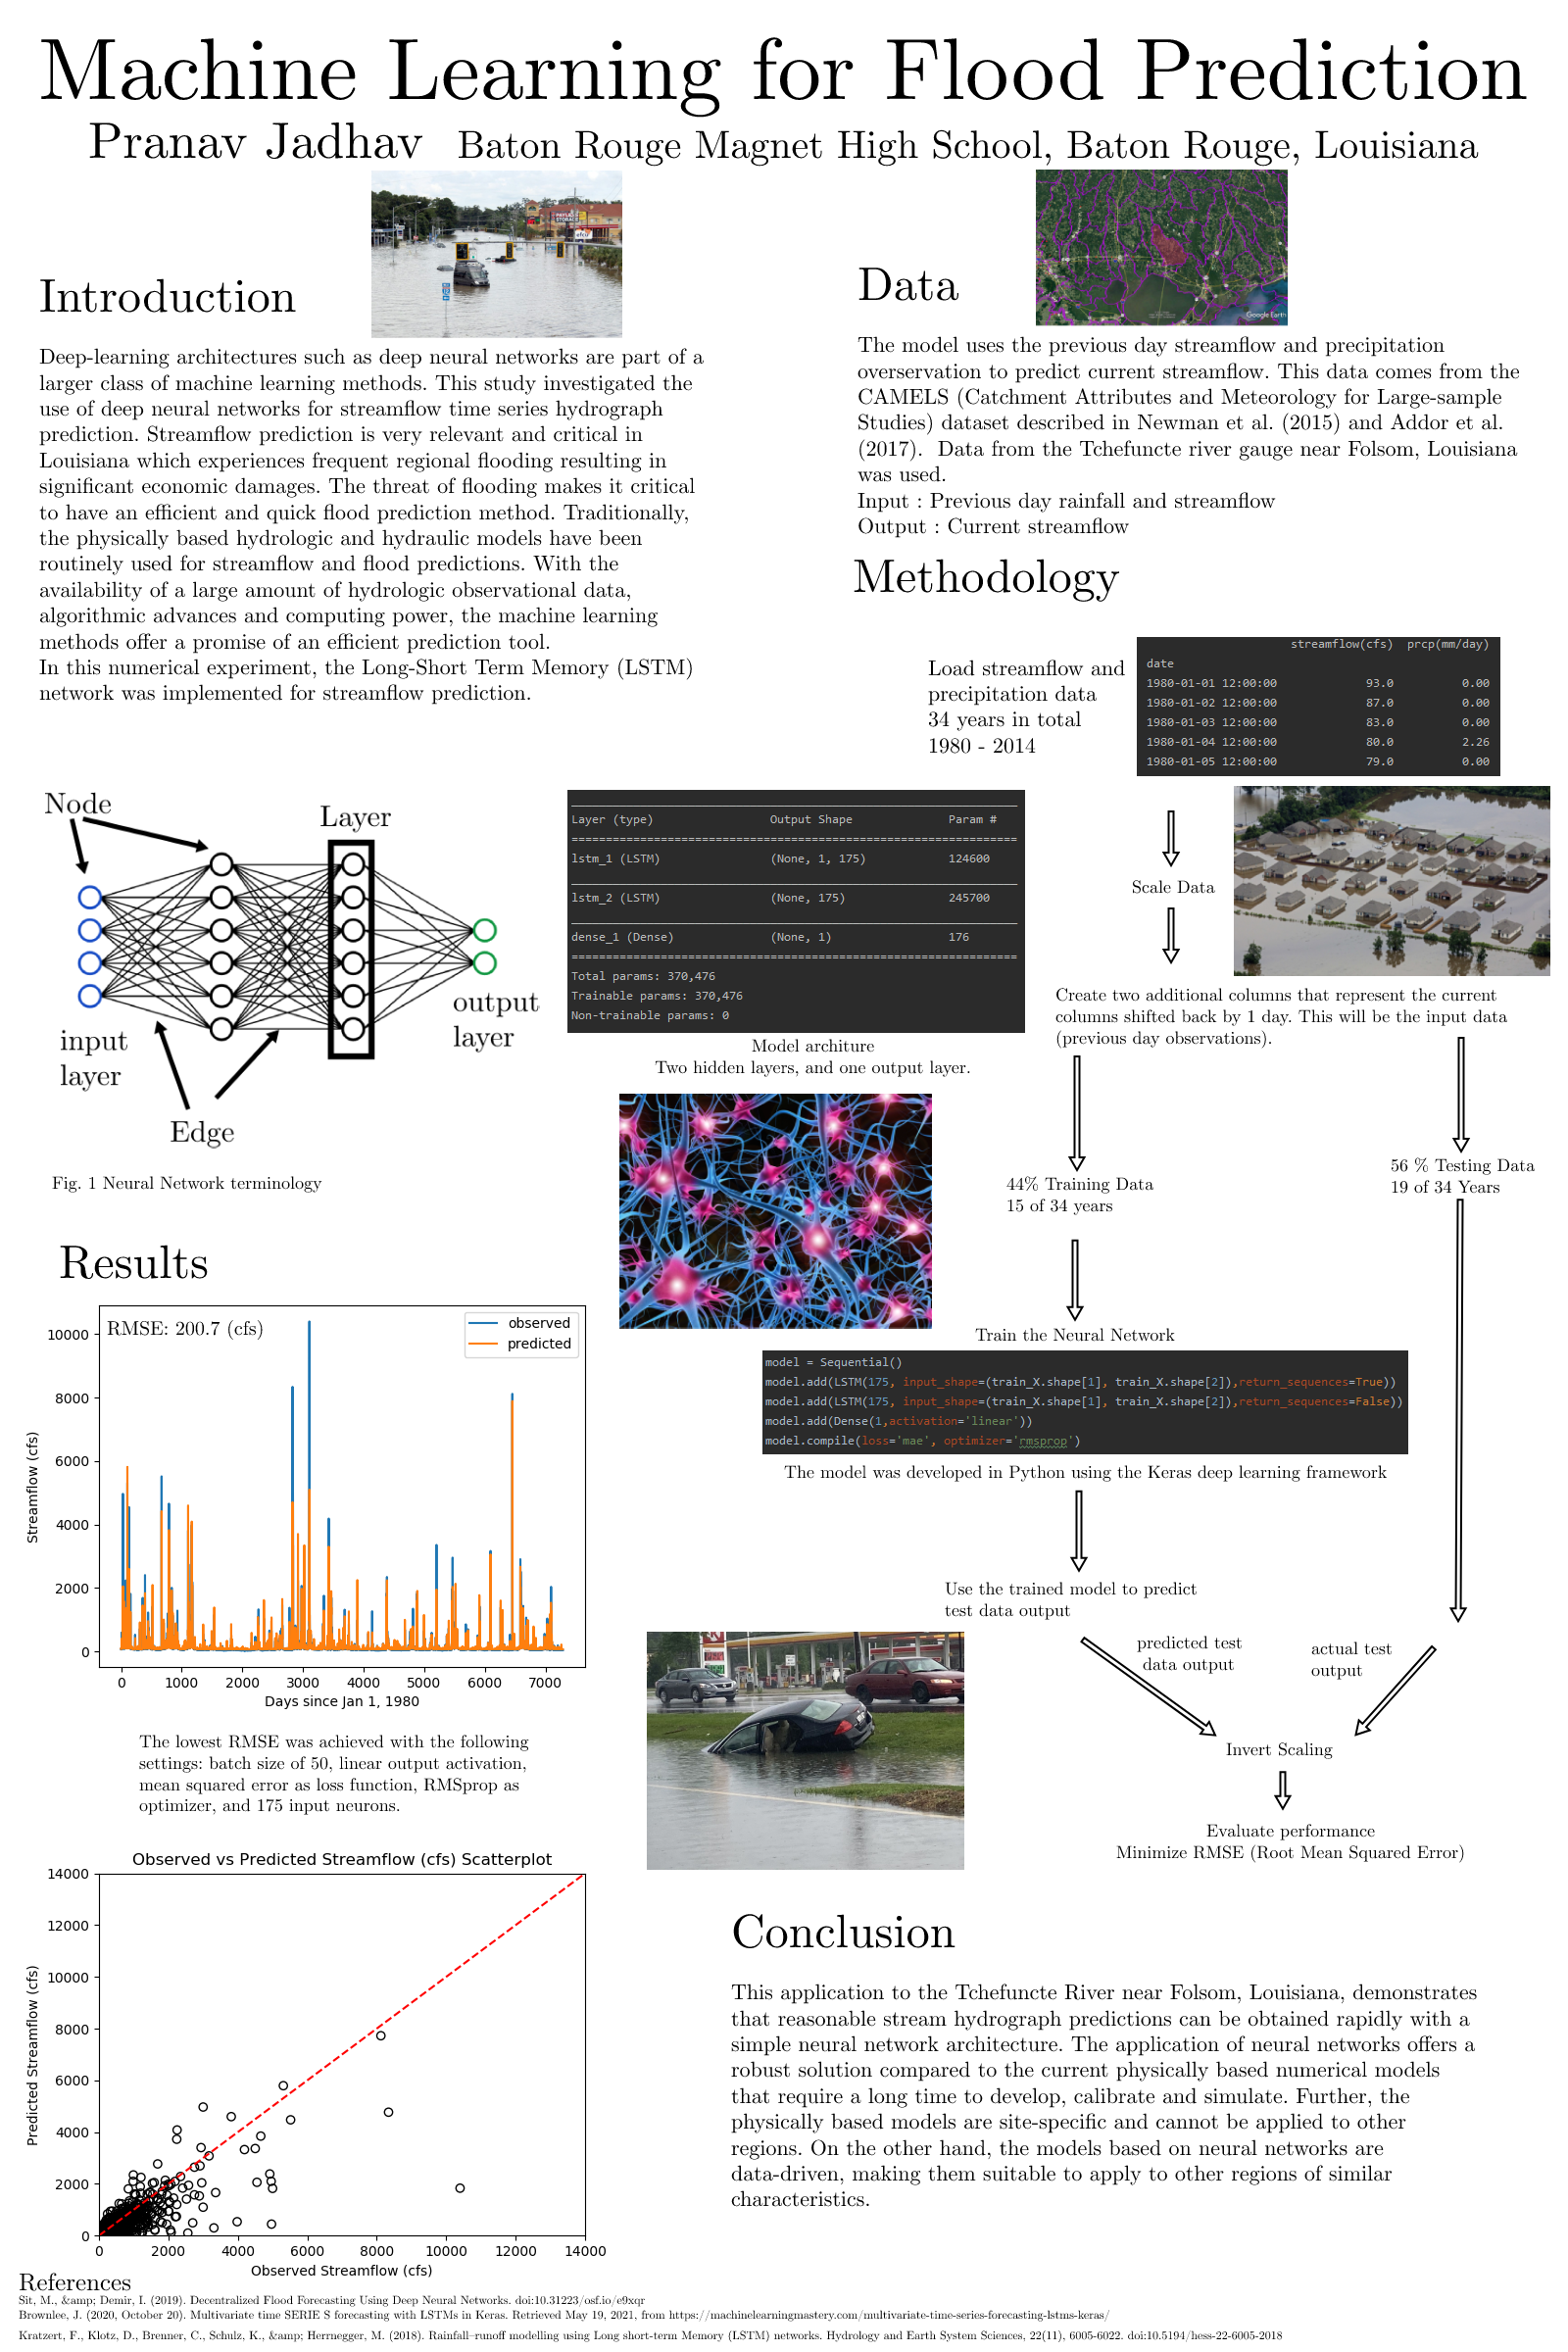 Machine Learning for Flood Prediction
Pranav Jadhav Baton Rouge Magnet High School, Baton Rouge, Louisiana
Introduction
Deep-learning architectures such as deep neural networks are part of a
larger class of machine learning methods. This study investigated the
use of deep neural networks for streamflow time series hydrograph
prediction. Streamflow prediction is very relevant and critical in
Louisiana which experiences frequent regional flooding resulting in
significant economic damages. The threat of flooding makes it critical
to have an efficient and quick flood prediction method. Traditionally,
the physically based hydrologic and hydraulic models have been
routinely used for streamflow and flood predictions. With the
availability of a large amount of hydrologic observational data,
algorithmic advances and computing power, the machine learning
methods offer a promise of an efficient prediction tool.
In this numerical experiment, the Long-Short Term Memory (LSTM)
network was implemented for streamflow prediction.
Data
Google Earth
The model uses the previous day streamflow and precipitation
overservation to predict current streamflow. This data comes from the
CAMELS (Catchment Attributes and Meteorology for Large-sample
Studies) dataset described in Newman et al. (2015) and Addor et al.
(2017). Data from the Tchefuncte river gauge near Folsom, Louisiana
was used.
Input : Previous day rainfall and streamflow
Output : Current streamflow
Methodology
Load streamflow and
precipitation data
34 years in total
1980 - 2014
streamflow(cfs) prcp(mm/day)
date
1980-01-01 12:00:00 93.0 0.00
1980-01-02 12:00:00 87.0 0.00
1980-01-03 12:00:00 83.0 0.00
1980-01-04 12:00:00 80.0 2.26
1980-01-05 12:00:00 79.0 0.00
Scale Data
Create two additional columns that represent the current
columns shifted back by 1 day. This will be the input data
(previous day observations).
44% Training Data
15 of 34 years
56 % Testing Data
19 of 34 Years
Node
Layer
input
layer
output
layer
Edge
Fig. 1 Neural Network terminology
Layer (type) Output Shape Param #
=================================================================
lstm_1 (LSTM) (None, 1, 175) 124600
lstm_2 (LSTM) (None, 175) 245700
dense_1 (Dense) (None, 1) 176
=================================================================
Total params: 370,476
Trainable params: 370,476
Non-trainable params: 0
Model architure
Two hidden layers, and one output layer.
Train the Neural Network
model = Sequential()
model.add(LSTM(175, input_shape=(train_X.shape[1], train_X.shape[2]),return_sequences=True))
model.add(LSTM(175, input_shape=(train_X.shape[1], train_X.shape[2]),return_sequences=False))
model.add(Dense(1,activation='linear'))
model.compile(loss='mae', optimizer='rmsprop')
The model was developed in Python using the Keras deep learning framework
Use the trained model to predict
test data output
predicted test
data output
actual test
output
Invert Scaling
Evaluate performance
Minimize RMSE (Root Mean Squared Error)
Results
RMSE: 200.7 (cfs)
observed
predicted
10000
8000
6000
4000
2000
0
Streamflow (cfs)
0 1000 2000 3000 4000 5000 6000 7000
Days since Jan 1, 1980
The lowest RMSE was achieved with the following
settings: batch size of 50, linear output activation,
mean squared error as loss function, RMSprop as
optimizer, and 175 input neurons.
Observed vs Predicted Streamflow (cfs) Scatterplot
14000
12000
10000
8000
6000
4000
2000
0
Predicted Streamflow (cfs)
0 2000 4000 6000 8000 10000 12000 14000
Observed Streamflow (cfs)
Conclusion
This application to the Tchefuncte River near Folsom, Louisiana, demonstrates
that reasonable stream hydrograph predictions can be obtained rapidly with a
simple neural network architecture. The application of neural networks offers a
robust solution compared to the current physically based numerical models
that require a long time to develop, calibrate and simulate. Further, the
physically based models are site-specific and cannot be applied to other
regions. On the other hand, the models based on neural networks are
data-driven, making them suitable to apply to other regions of similar
characteristics.
References
Sit, M., &amp; Demir, I. (2019). Decentralized Flood Forecasting Using Deep Neural Networks. doi:10.31223/osf.io/e9xqr
Brownlee, J. (2020, October 20). Multivariate time SERIE S forecasting with LSTMs in Keras. Retrieved May 19, 2021, from https://machinelearningmastery.com/multivariate-time-series-forecasting-lstms-keras/
Kratzert, F., Klotz, D., Brenner, C., Schulz, K., &amp; Herrnegger, M. (2018). Rainfall–runoff modelling using Long short-term Memory (LSTM) networks. Hydrology and Earth System Sciences, 22(11), 6005-6022. doi:10.5194/hess-22-6005-2018